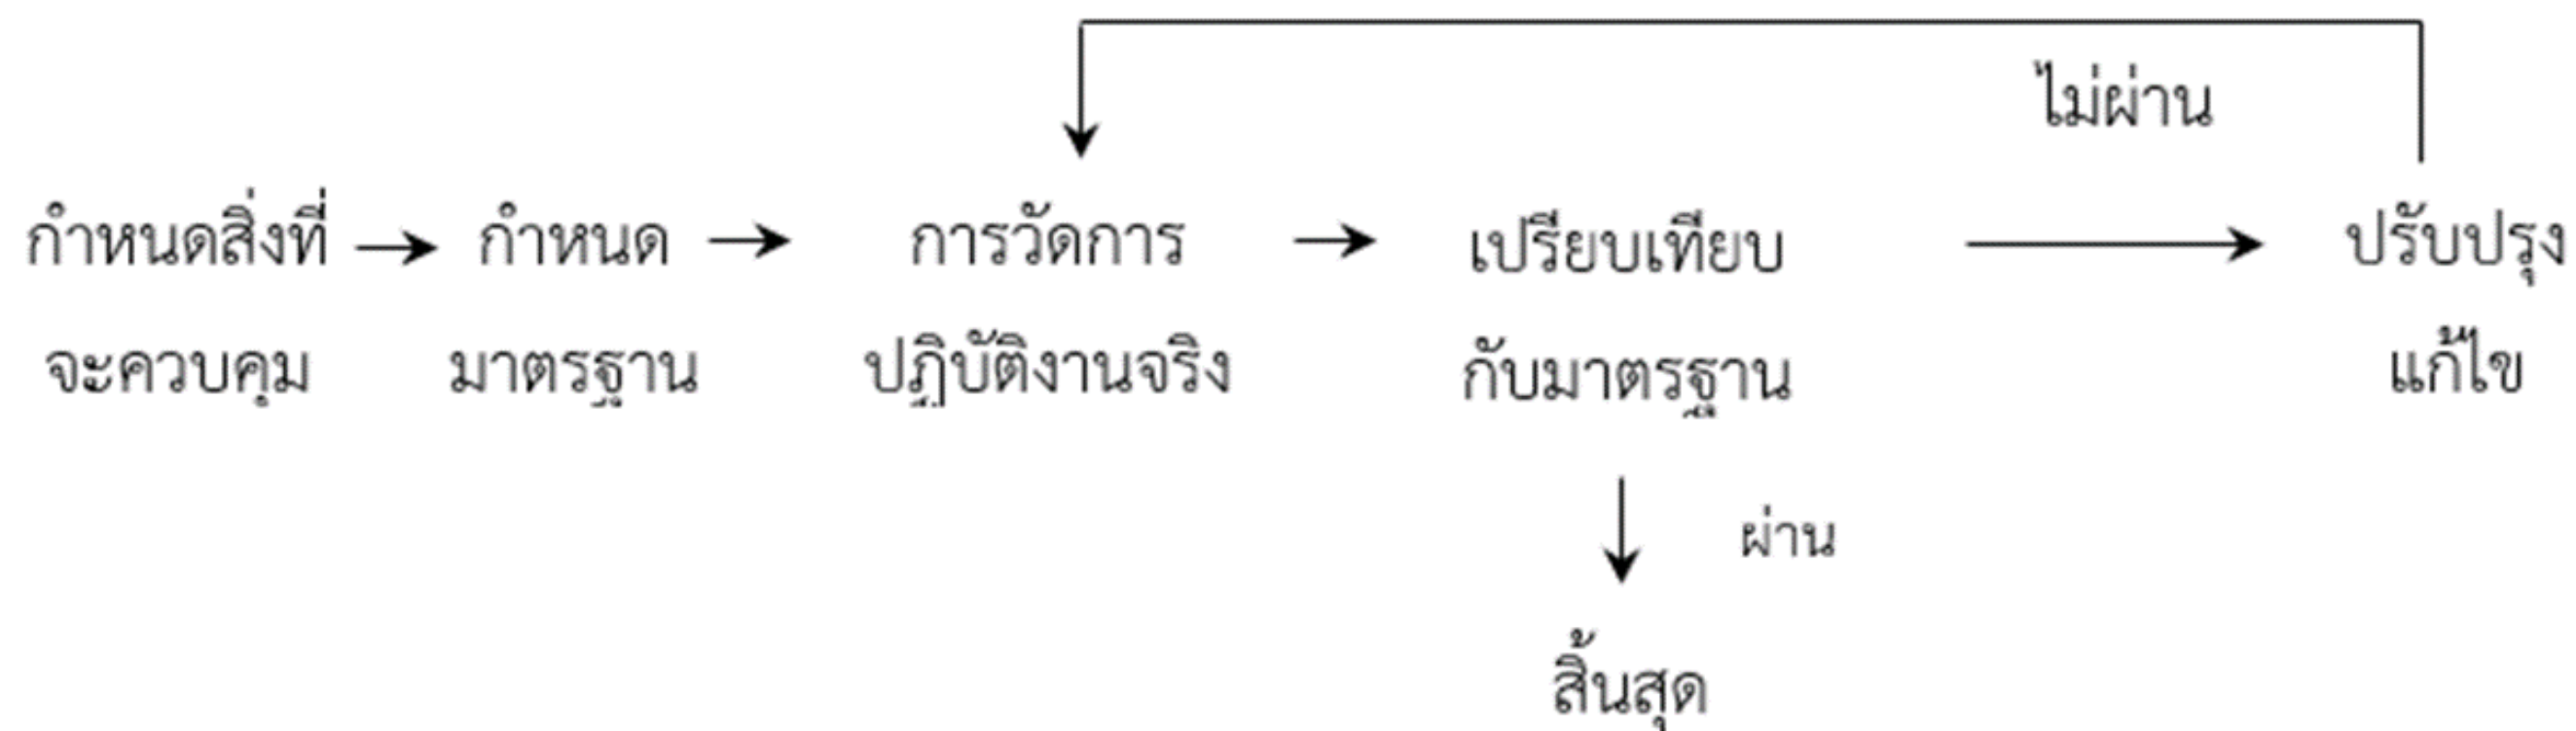 ไม่ผ่าน
กำหนดสิ่งที่
จะควบคุม
กำหนด
มาตรฐาน
การวัดการ
ปฏิบัติงานจริง
เปรียบเทียบ
กับมาตรฐาน
ปรับปรุง
แก้ไข
ผ่าน
สิ้นสุด